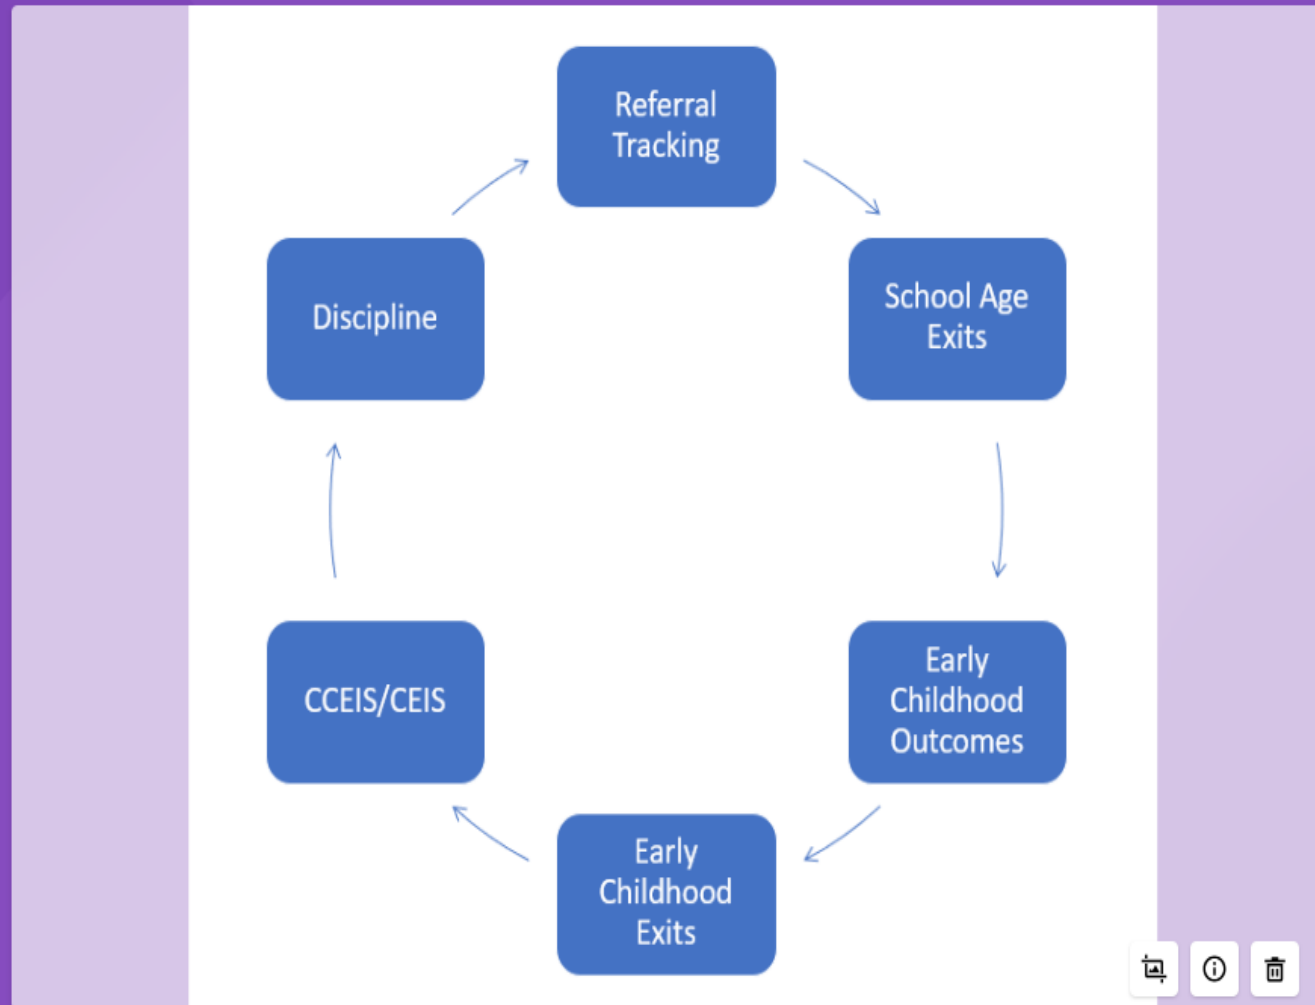 Referral
Tracking
School Age
Exits
Early
Childhood
Outcomes
Early
Childhood
Exits
CCEIS/CEIS
Discipline